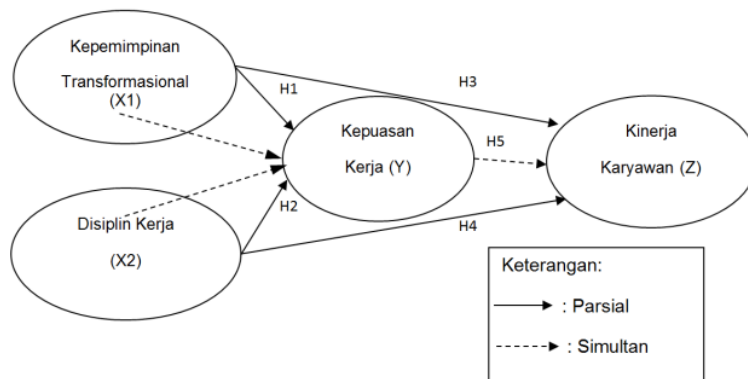 Kepemimpinan
Transformasional
(X1)
H1
H3
Kepuasan
Kerja (Y)
H5
Kinerja
Karyawan (Z)
Disiplin Kerja
(X2)
H2
H4
Keterangan:
: Parsial
: Simultan